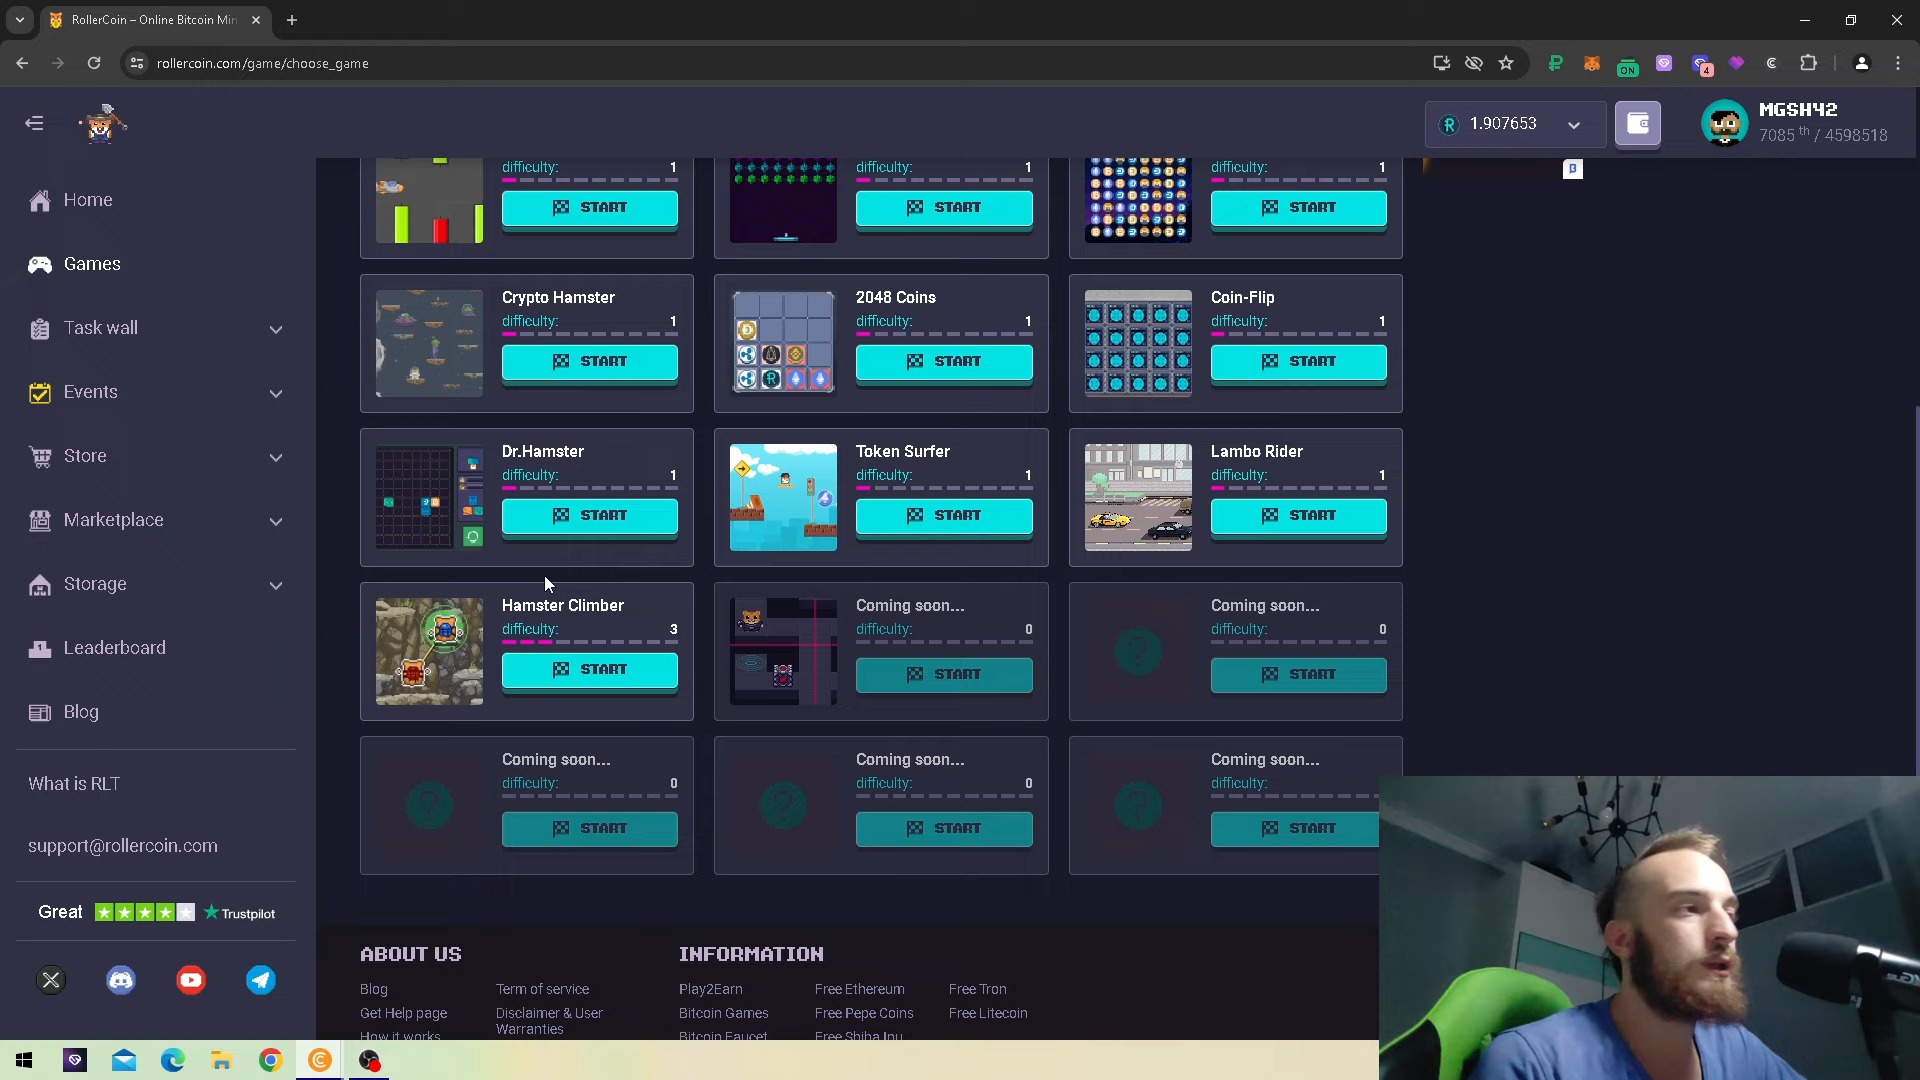 RollerCoin – Online Bitcoin Min
rollercoin.com/game/choose_game
ON
4
1.907653
MGSH42
7085 th / 4598518
Home
Games
Task wall
Events
Store
Marketplace
Storage
Leaderboard
Blog
What is RLT
support@rollercoin.com
Great
Trustpilot
difficulty: 1
START
difficulty: 1
START
difficulty: 1
START
Crypto Hamster
difficulty: 1
START
2048 Coins
difficulty: 1
START
Coin-Flip
difficulty: 1
START
Dr.Hamster
difficulty: 1
START
Token Surfer
difficulty: 1
START
Lambo Rider
difficulty: 1
START
Hamster Climber
difficulty: 3
START
Coming soon...
difficulty: 0
START
Coming soon...
difficulty: 0
START
Coming soon...
difficulty: 0
START
Coming soon...
difficulty: 0
START
Coming soon...
difficulty:
START
ABOUT US
Blog
Get Help page
How it works
Term of service
Disclaimer & User
Warranties
INFORMATION
Play2Earn
Bitcoin Games
Bitcoin Faucet
Free Ethereum
Free Pepe Coins
Free Shiba Inu
Free Tron
Free Litecoin